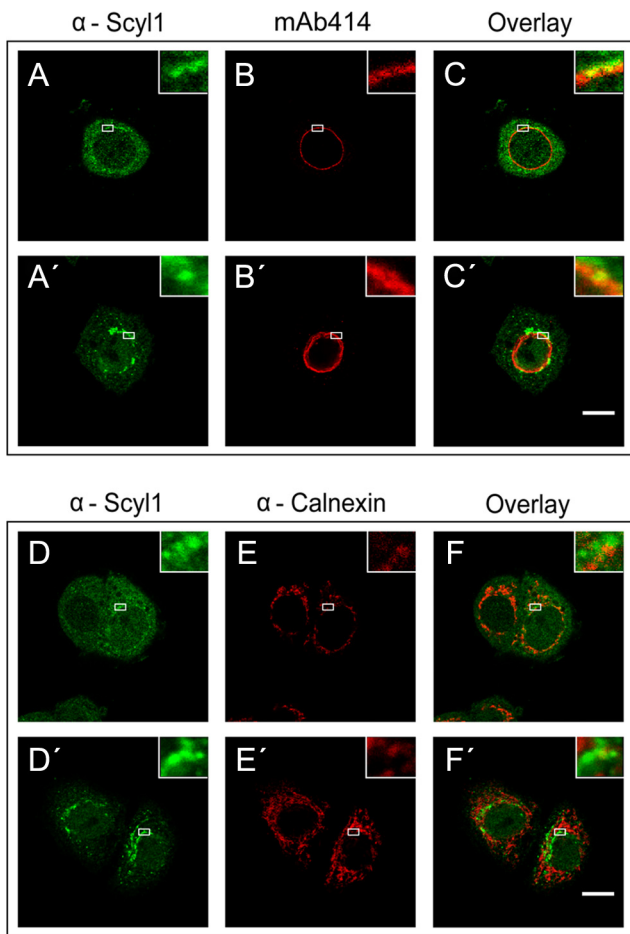 α - Scyl1 mAb414 Overlay
A B C
A´ B´ C´
α - Scyl1 α - Calnexin Overlay
D E F
D´ E´ F´